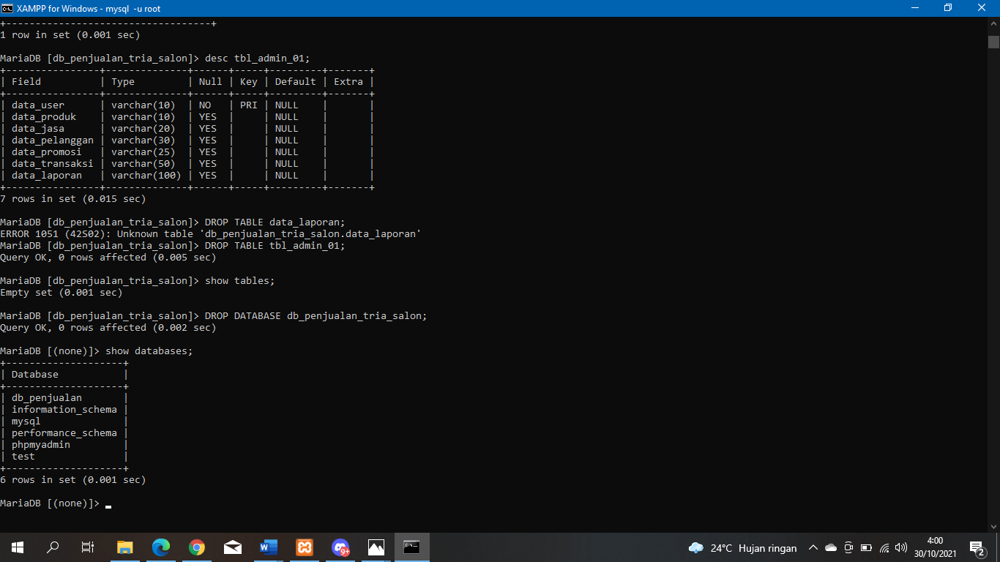 XAMPP for Windows - mysql -u root
+-----------------------------------+
1 row in set (0.001 sec)
MariaDB [db_penjualan_tria_salon]> desc tbl_admin_01;
+----------------+--------------+------+-----+---------+-------+
| Field          | Type         | Null | Key | Default | Extra |
+----------------+--------------+------+-----+---------+-------+
| data_user      | varchar(10)  | NO   | PRI | NULL    |       |
| data_produk    | varchar(10)  | YES  |     | NULL    |       |
| data_jasa      | varchar(20)  | YES  |     | NULL    |       |
| data_pelanggan | varchar(30)  | YES  |     | NULL    |       |
| data_promosi   | varchar(25)  | YES  |     | NULL    |       |
| data_transaksi | varchar(50)  | YES  |     | NULL    |       |
| data_laporan   | varchar(100) | YES  |     | NULL    |       |
+----------------+--------------+------+-----+---------+-------+
7 rows in set (0.015 sec)
MariaDB [db_penjualan_tria_salon]> DROP TABLE data_laporan;
ERROR 1051 (42S02): Unknown table 'db_penjualan_tria_salon.data_laporan'
MariaDB [db_penjualan_tria_salon]> DROP TABLE tbl_admin_01;
Query OK, 0 rows affected (0.005 sec)
MariaDB [db_penjualan_tria_salon]> show tables;
Empty set (0.001 sec)
MariaDB [db_penjualan_tria_salon]> DROP DATABASE db_penjualan_tria_salon;
Query OK, 0 rows affected (0.002 sec)
MariaDB [(none)]> show databases;
+--------------------+
| Database           |
+--------------------+
| db_penjualan       |
| information_schema |
| mysql              |
| performance_schema |
| phpmyadmin         |
| test               |
+--------------------+
6 rows in set (0.001 sec)
MariaDB [(none)]> _
9+
24°C Hujan ringan
4:00
30/10/2021
2